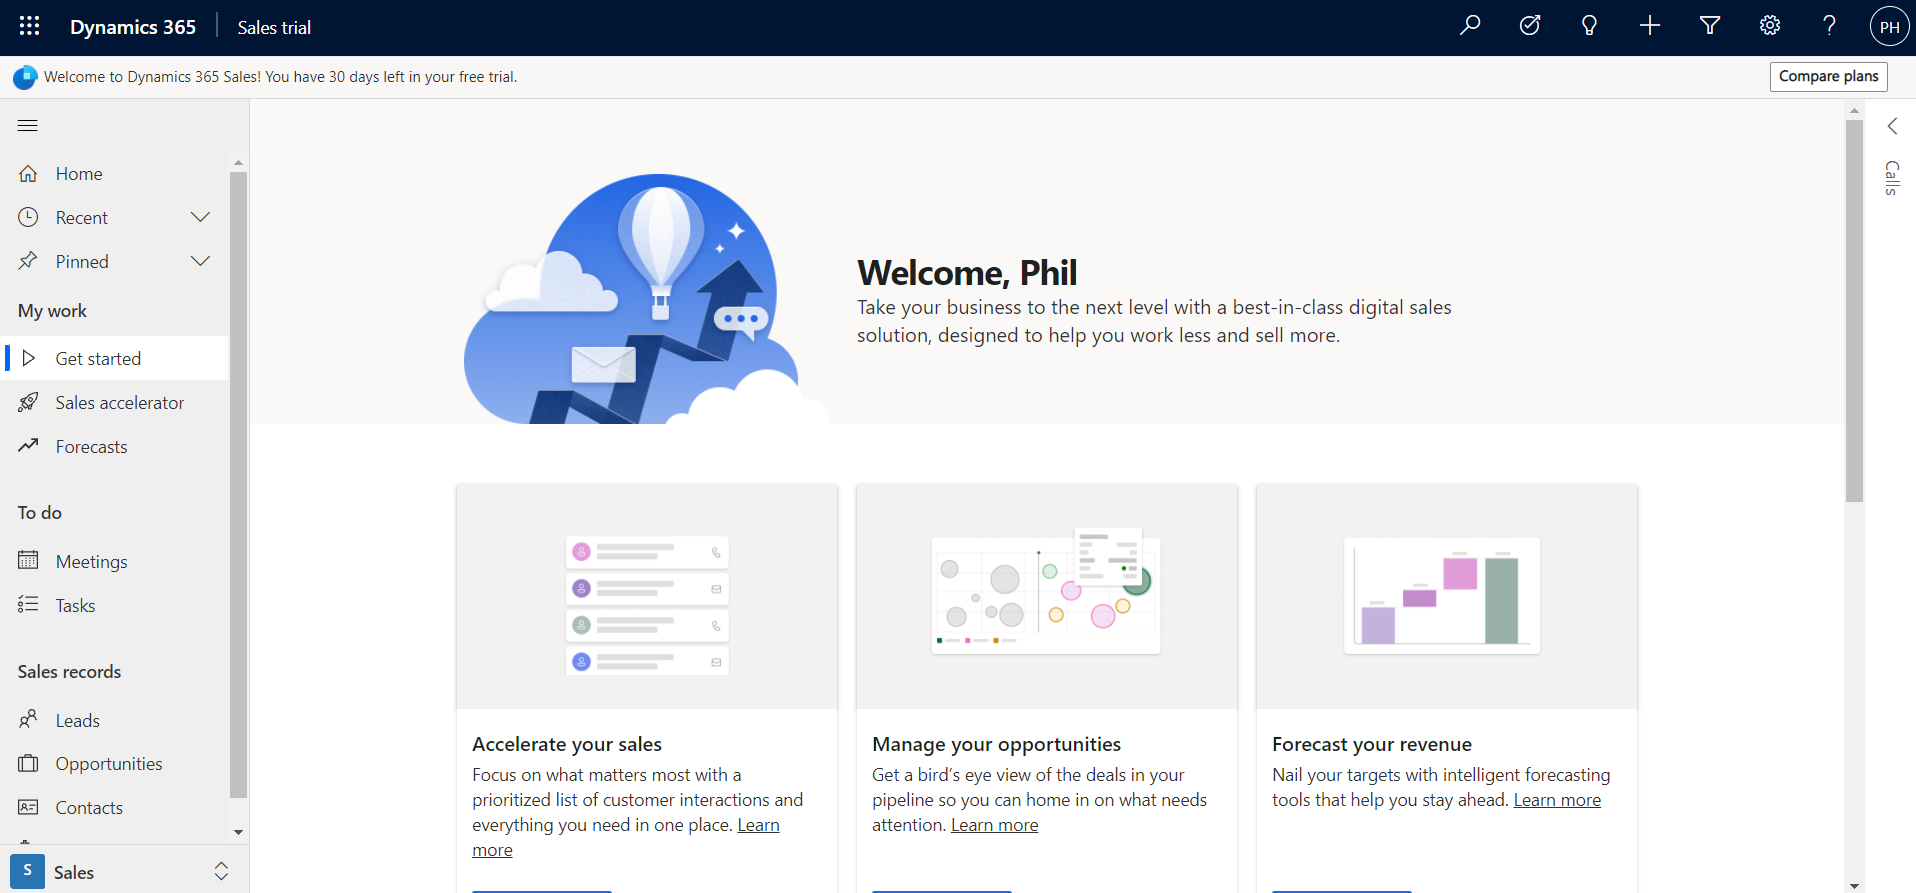 Dynamics 365
Sales trial
PH
Welcome to Dynamics 365 Sales! You have 30 days left in your free trial.
Compare plans
Home
Recent
Pinned
My work
Get started
Sales accelerator
Forecasts
To do
Meetings
Tasks
Sales records
Leads
Opportunities
Contacts
S
Sales
Welcome, Phil
Take your business to the next level with a best-in-class digital sales
solution, designed to help you work less and sell more.
Accelerate your sales
Focus on what matters most with a
prioritized list of customer interactions and
everything you need in one place. Learn
more
Manage your opportunities
Get a bird's eye view of the deals in your
pipeline so you can home in on what needs
attention. Learn more
Forecast your revenue
Nail your targets with intelligent forecasting
tools that help you stay ahead. Learn more
Calls